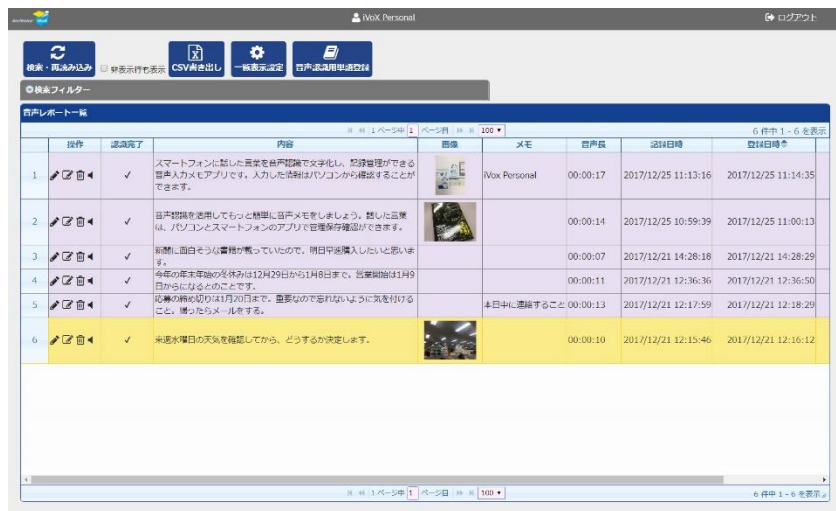 iVoX Personal
ログアウト
検索・再読み込み
非表示行も表示
CSV書き出し
一覧表示設定
音声認識用単語登録
検索フィルター
音声レポート一覧
1 ページ中 1 ページ目 100
6 件中 1 - 6 を表示
操作 認識完了 内容 画像 メモ 音声長 記録日時 登録日時
スマートフォンに話した言葉を音声認識で文字化し、記録管理ができる
1 音声入力メモアプリです。入力した情報はパソコンから確認することが iVox Personal 00:00:17 2017/12/25 11:13:16 2017/12/25 11:14:35
できます。
音声認識を活用してもっと簡単に音声メモをしましょう。話した言葉
2 は、パソコンとスマートフォンのアプリで管理保存確認ができます。 00:00:14 2017/12/25 10:59:39 2017/12/25 11:00:13
新聞に面白そうな書籍が載っていたので、明日早速購入したいと思いま
3 す。 00:00:07 2017/12/21 14:28:18 2017/12/21 14:28:29
今年の年末年始の冬休みは12月29日から1月8日まで。営業開始は1月9
4 日からになるとのことです。 00:00:11 2017/12/21 12:36:36 2017/12/21 12:36:50
応募の締め切りは1月20日まで。重要なので忘れないように気を付ける
5 こと。帰ったらメールをする。 本日中に連絡すること 00:00:13 2017/12/21 12:17:59 2017/12/21 12:18:29
6 来週水曜日の天気を確認してから、どうするか決定します。 00:00:10 2017/12/21 12:15:46 2017/12/21 12:16:12
1 ページ中 1 ページ目 100
6 件中 1 - 6 を表示